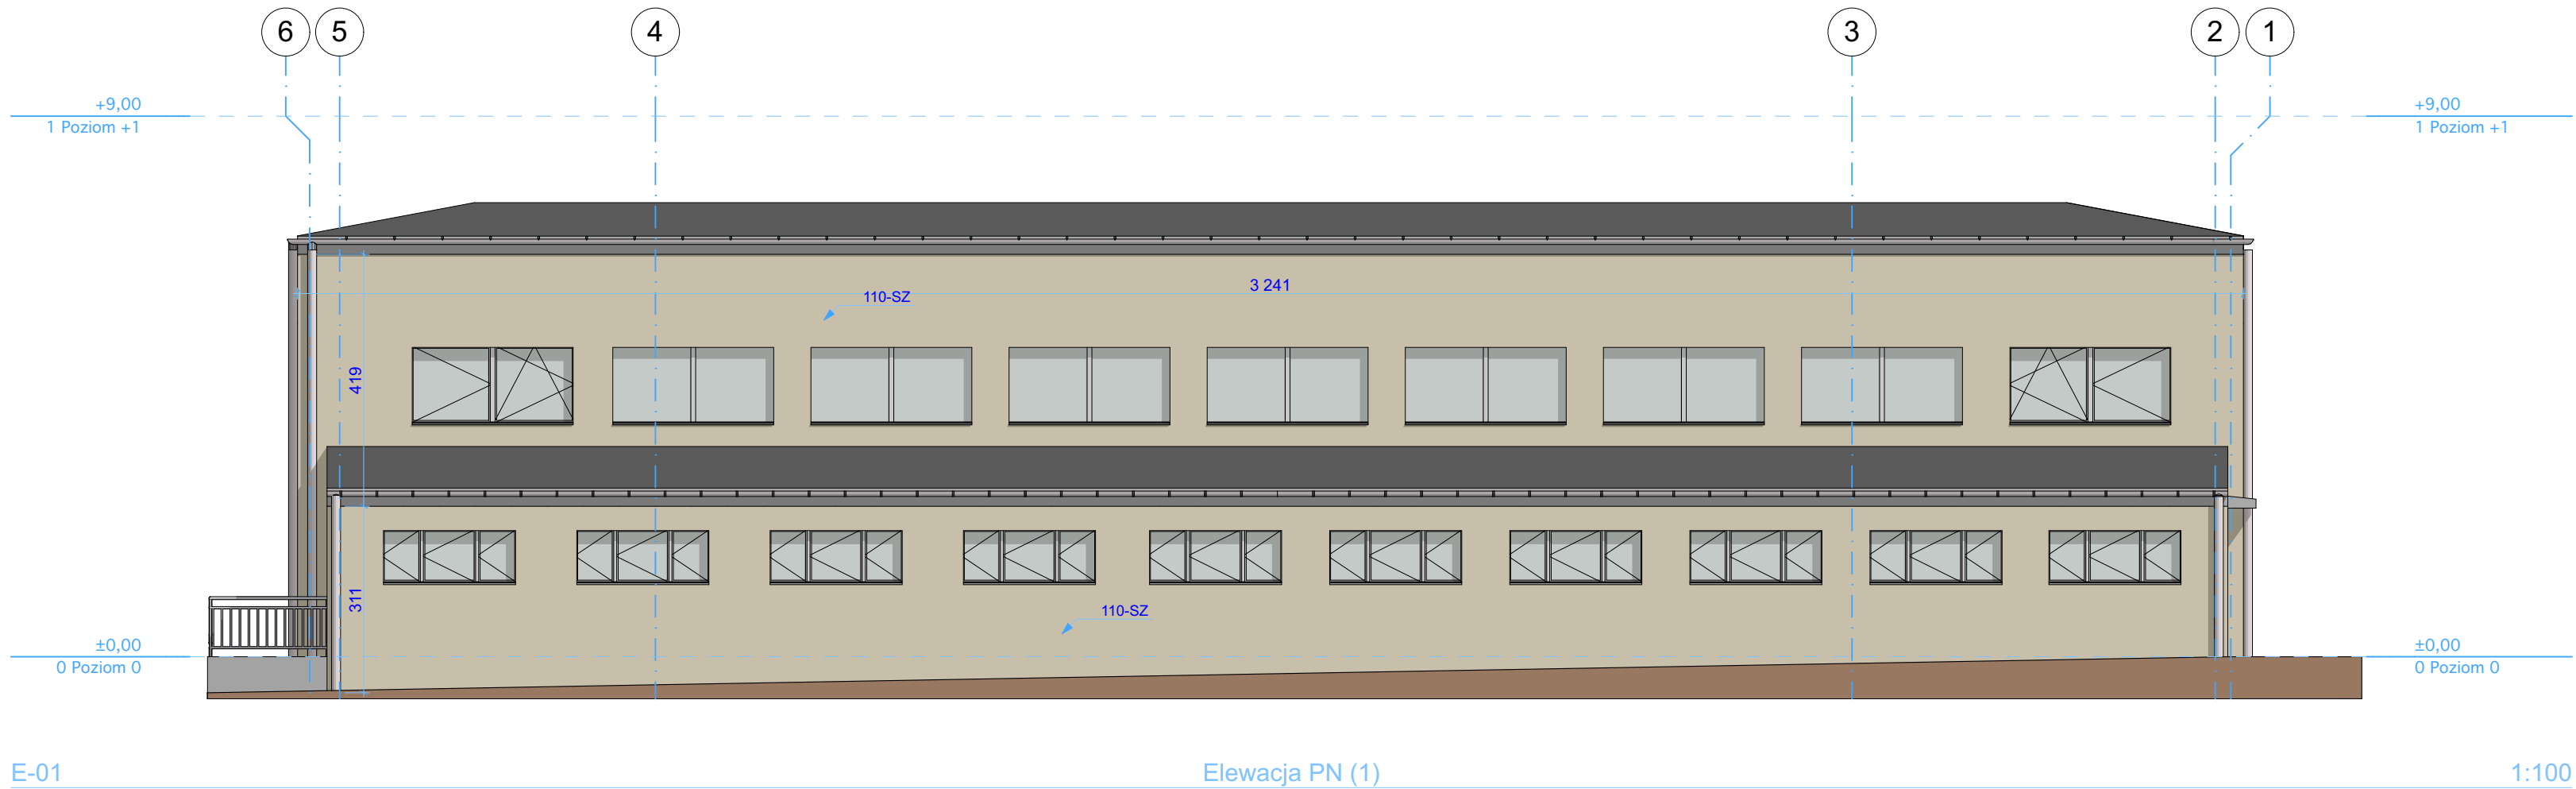 6 5 4 3 2 1
+9,00 +9,00
1 Poziom +1 1 Poziom +1
3 241
110-SZ
419
311
110-SZ
±0,00 ±0,00
0 Poziom 0 0 Poziom 0
E-01 Elewacja PN (1) 1:100